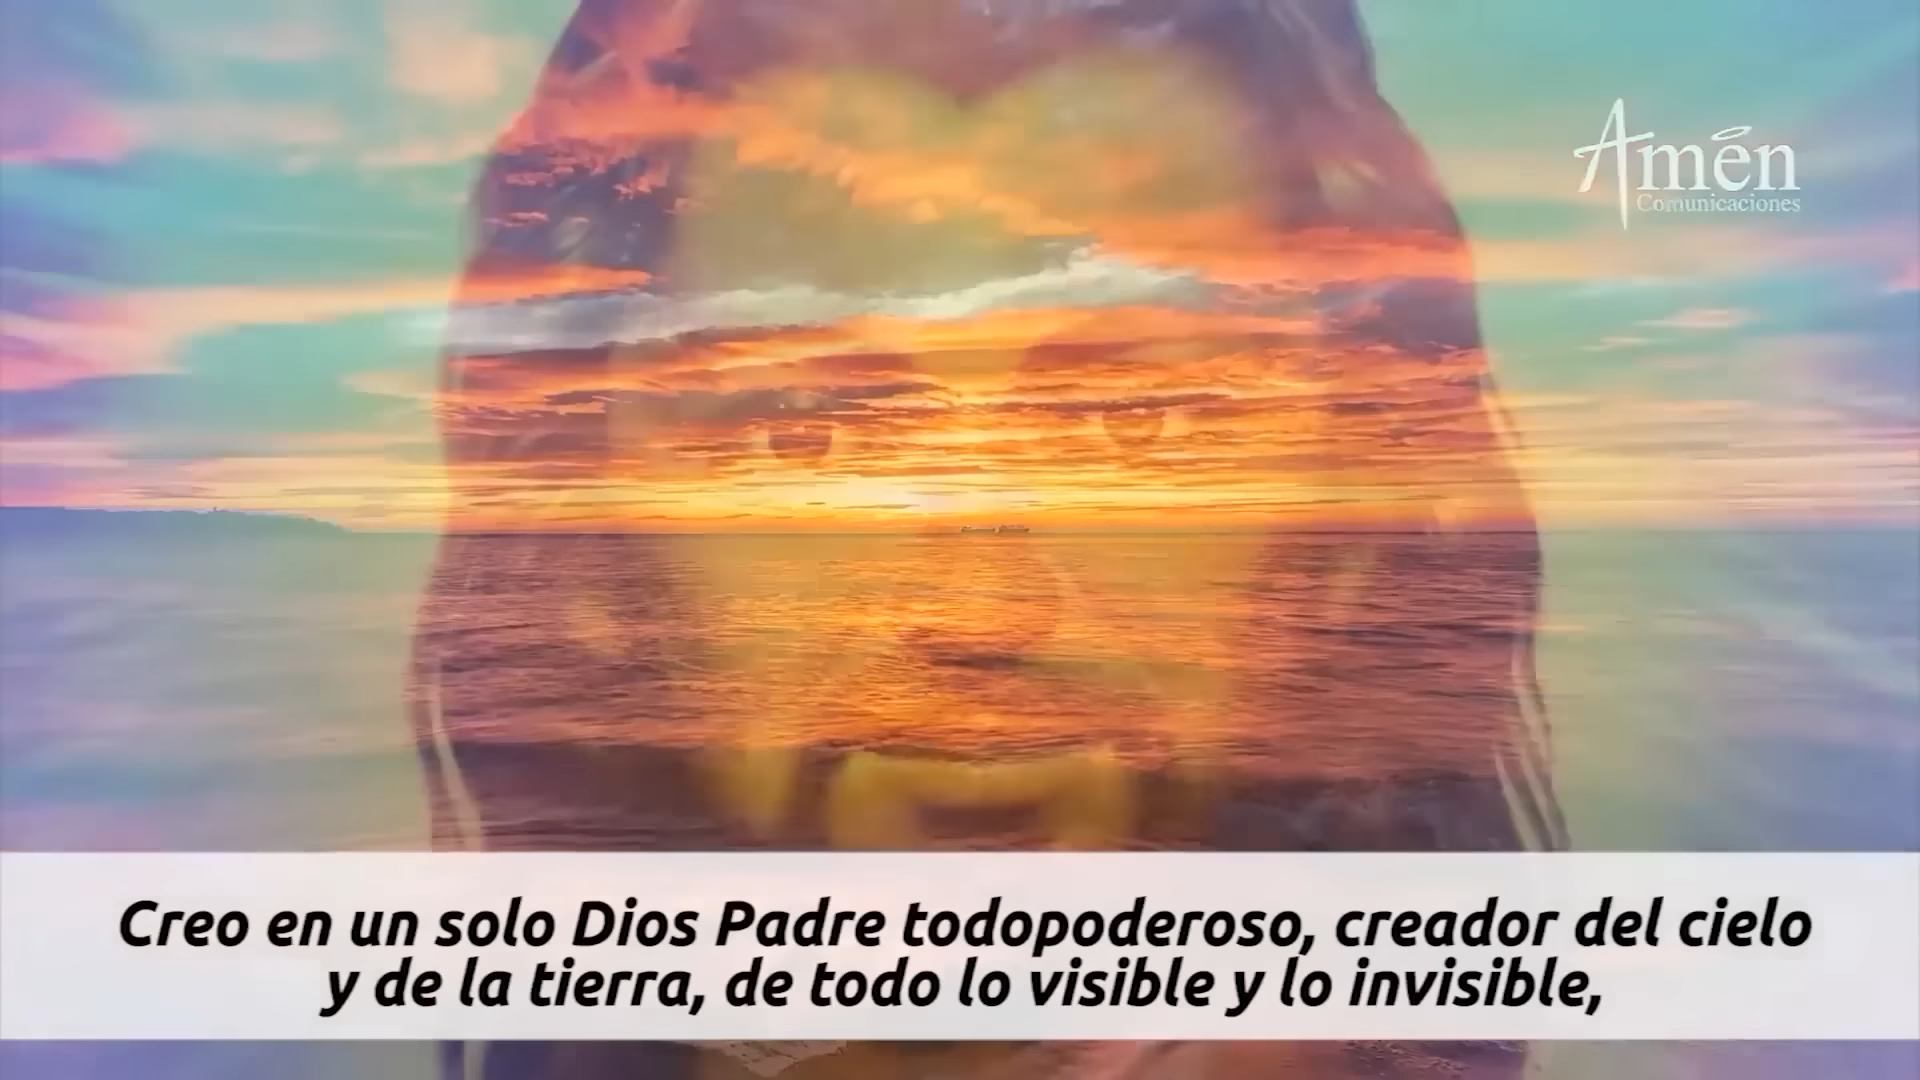 Amén
Comunicaciones
Creo en un solo Dios Padre todopoderoso, creador del cielo
y de la tierra, de todo lo visible y lo invisible,